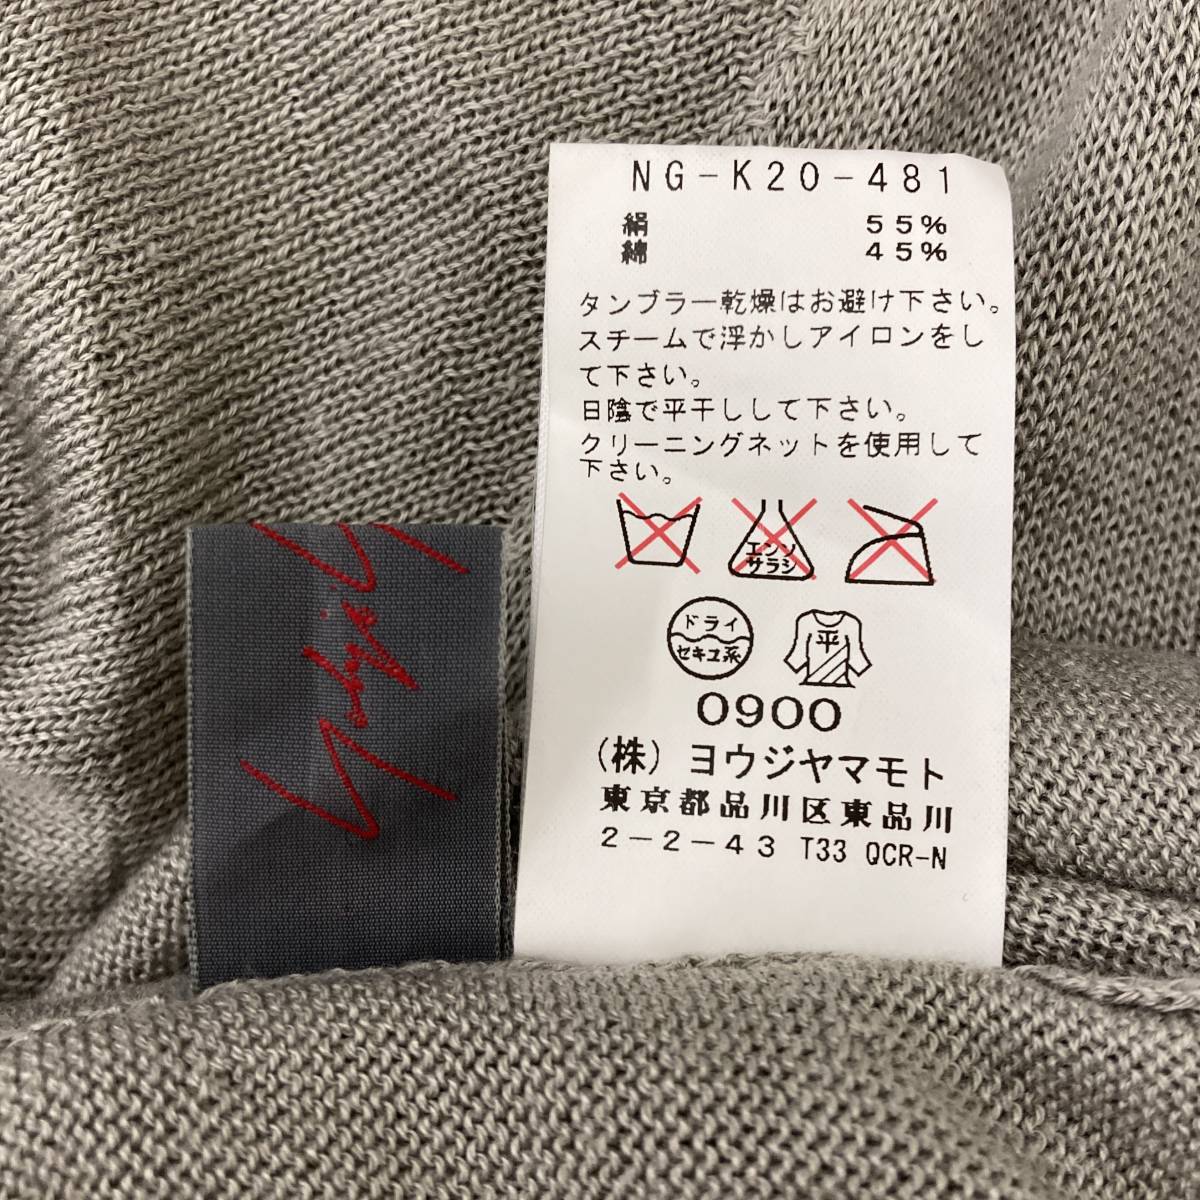 NG-K20-481
絹 55%
綿 45%
タンブラー乾燥はお避け下さい。
スチームで浮かしアイロンをし
て下さい。
日陰で平干しして下さい。
クリーニングネットを使用して
下さい。
エンソ
サラシ
ドライ
セキユ系
平
0900
(株)ヨウジヤマモト
東京都品川区東品川
2-2-43 T33 QCR-N
Yohji Y